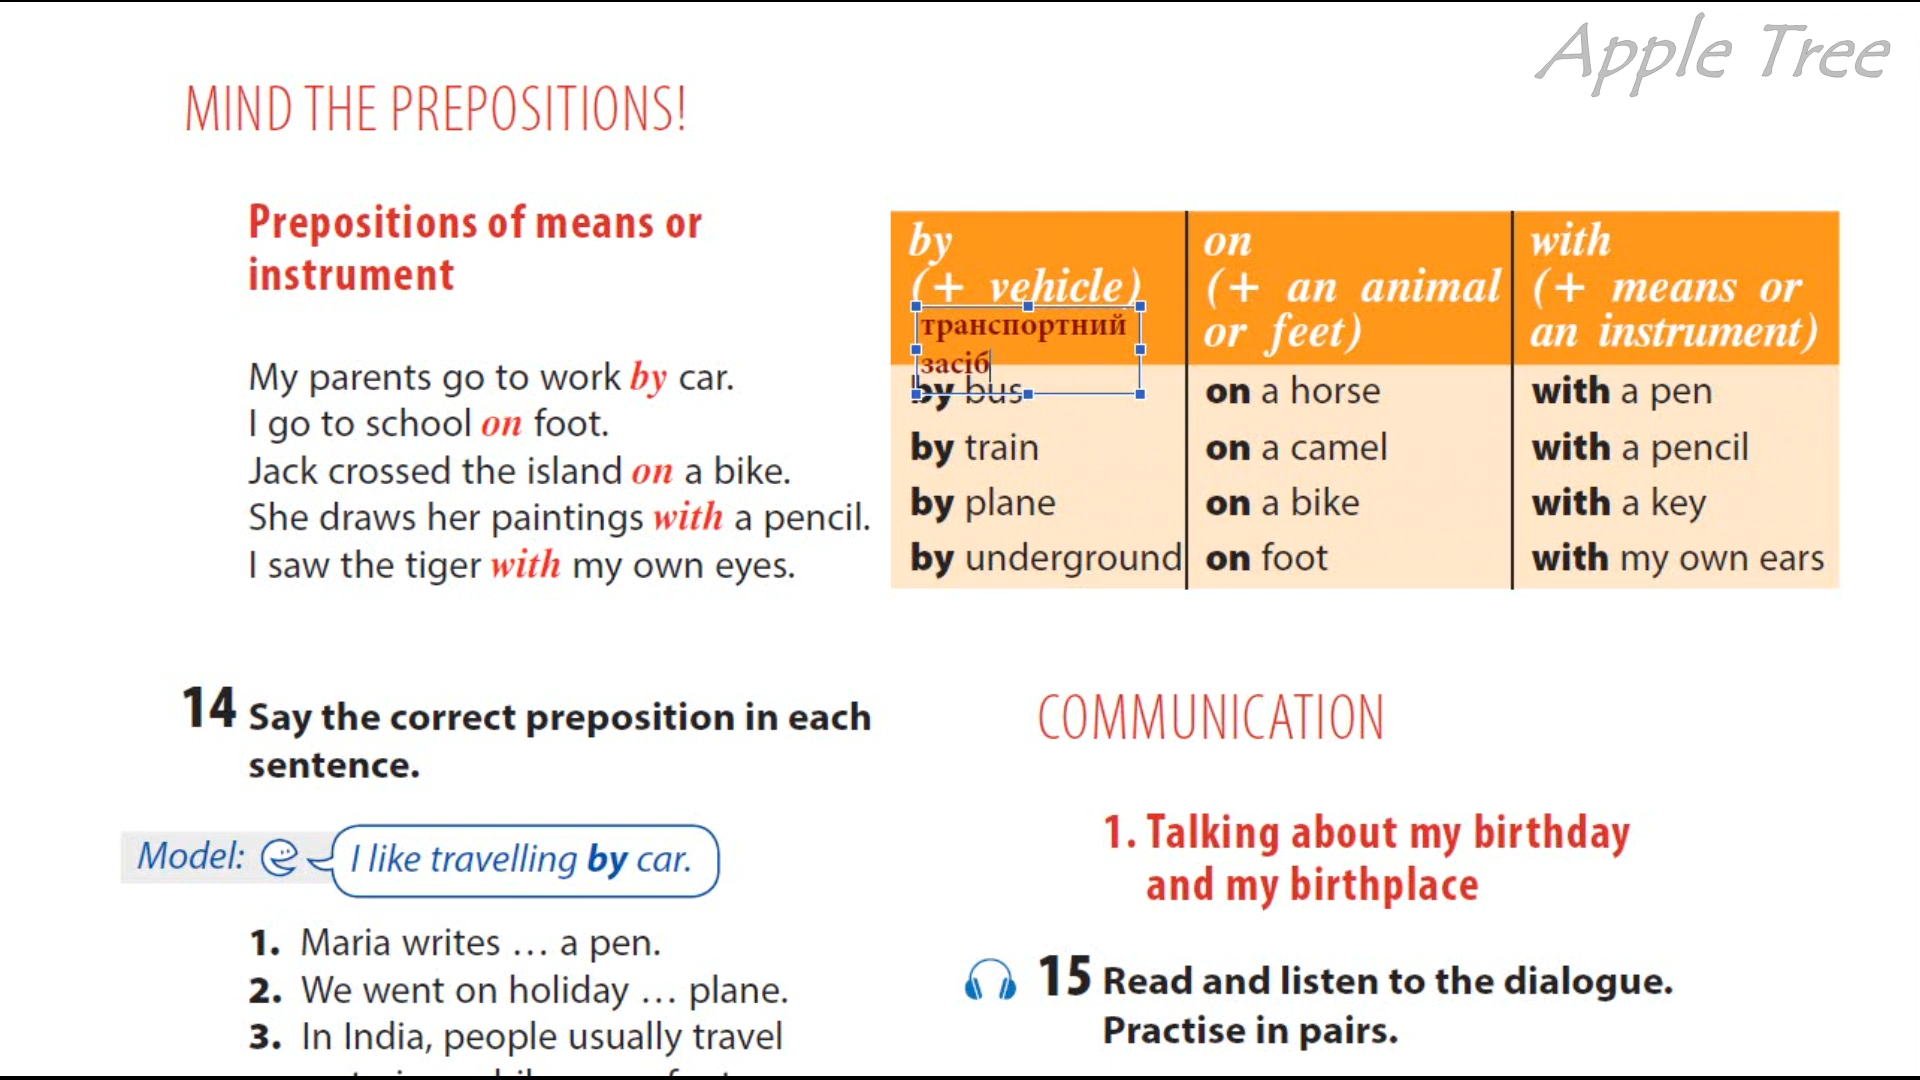 Apple Tree
MIND THE PREPOSITIONS!
Prepositions of means or
instrument
My parents go to work by car.
I go to school on foot.
Jack crossed the island on a bike.
She draws her paintings with a pencil.
I saw the tiger with my own eyes.
by
(+ vehicle)
транспортний
засіб
by bus
by train
by plane
by underground
on
(+ an animal
or feet)
on a horse
on a camel
on a bike
on foot
with
(+ means or
an instrument)
with a pen
with a pencil
with a key
with my own ears
14 Say the correct preposition in each
sentence.
Model: I like travelling by car.
1. Maria writes … a pen.
2. We went on holiday … plane.
3. In India, people usually travel
COMMUNICATION
1. Talking about my birthday
and my birthplace
15 Read and listen to the dialogue.
Practise in pairs.